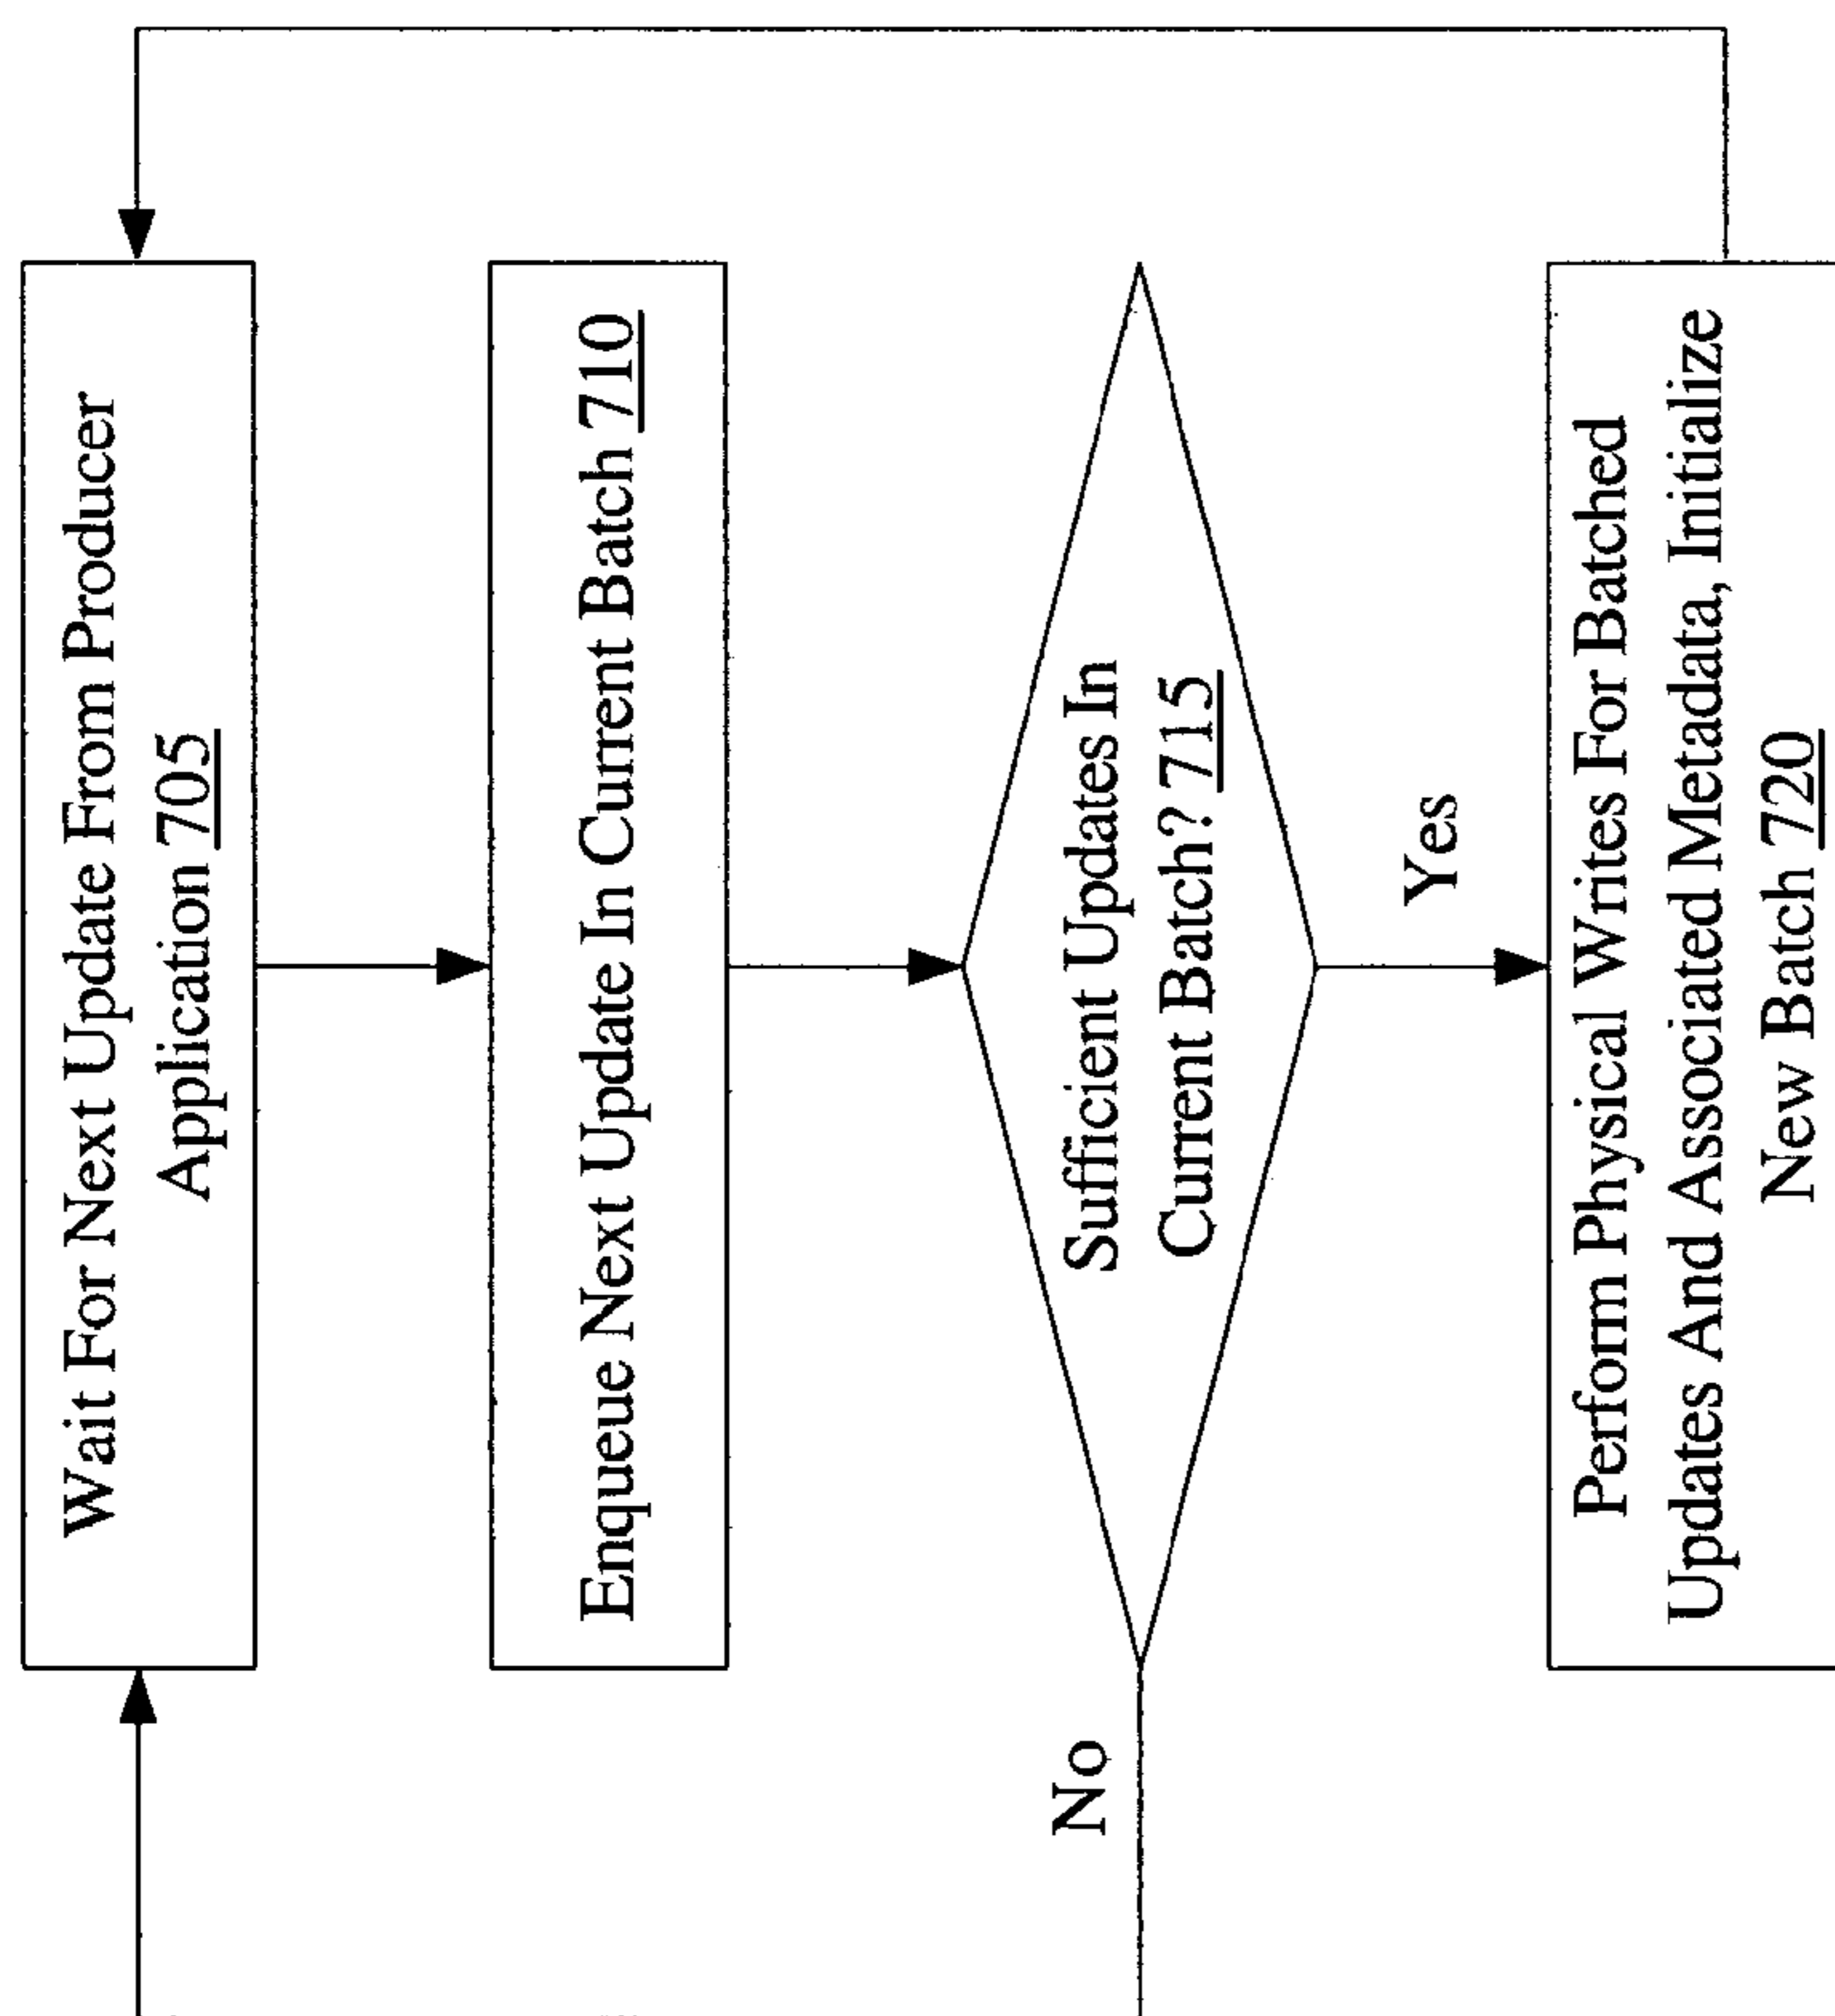 Wait For Next Update From Producer
Application 705
Enqueue Next Update In Current Batch 710
Sufficient Updates In
Current Batch? 715
No
Yes
Perform Physical Writes For Batched
Updates And Associated Metadata, Initialize
New Batch 720